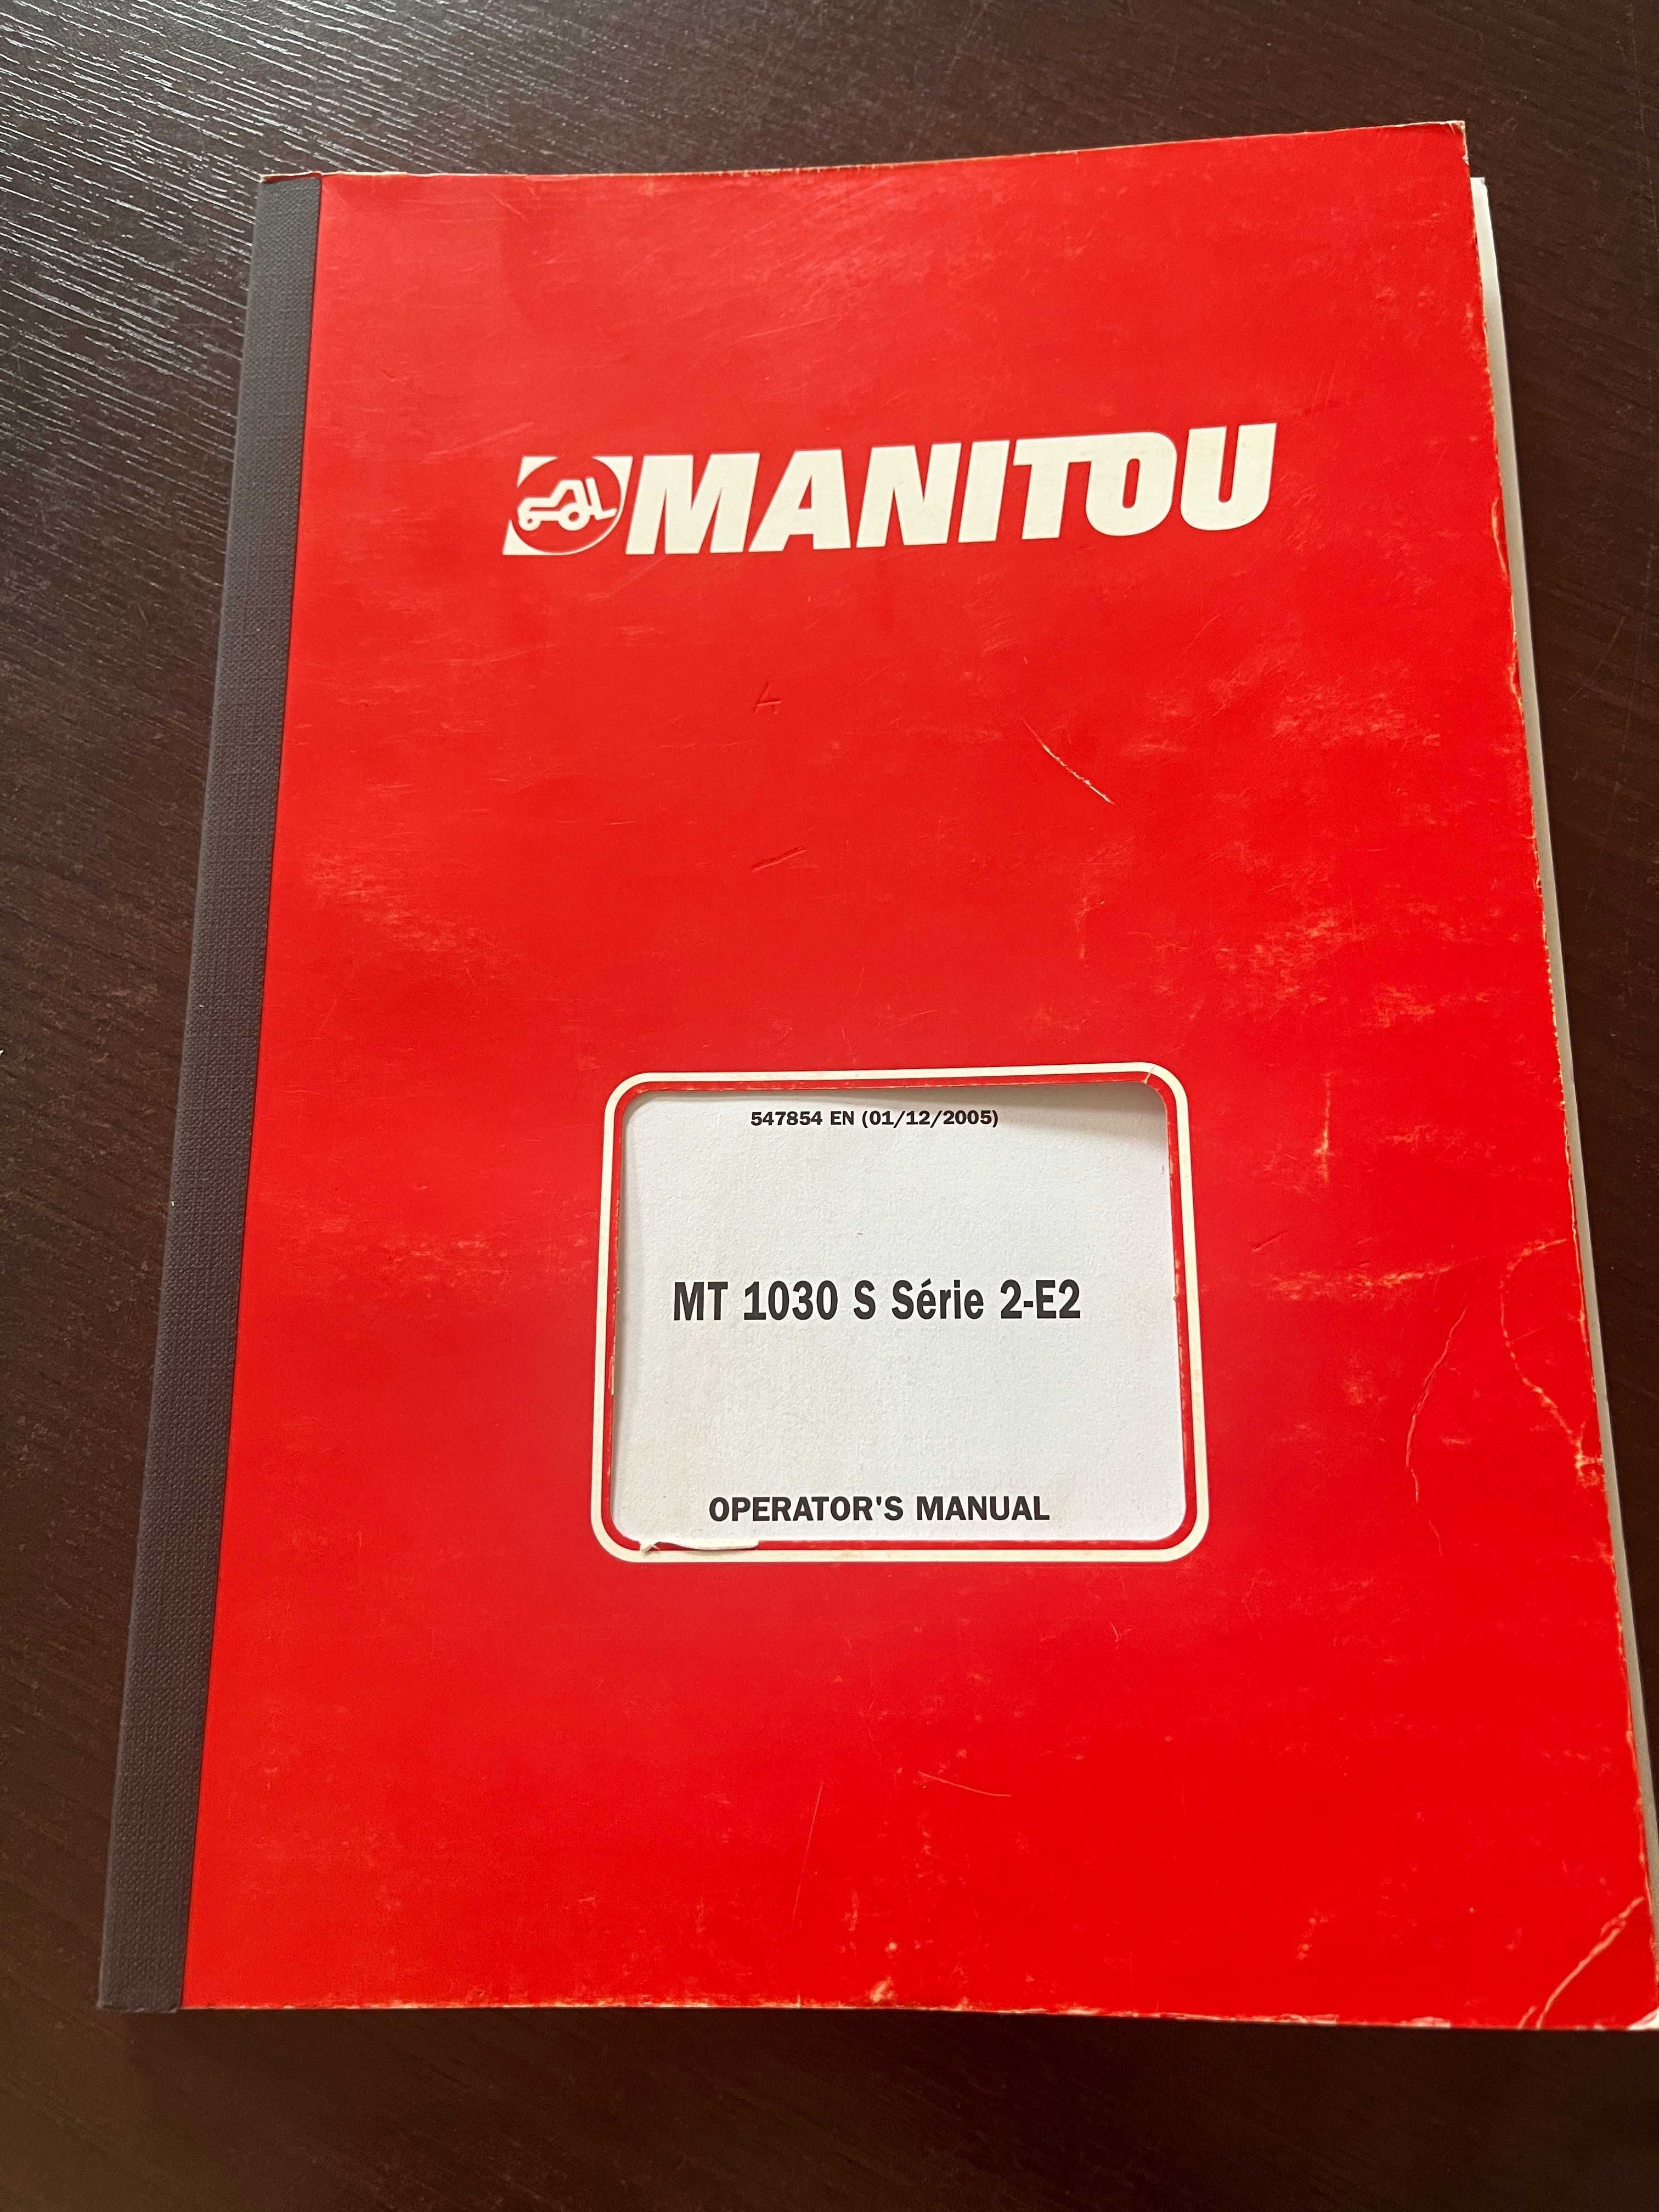 MANITOU
547854 EN (01/12/2005)
MT 1030 S Série 2-E2
OPERATOR'S MANUAL